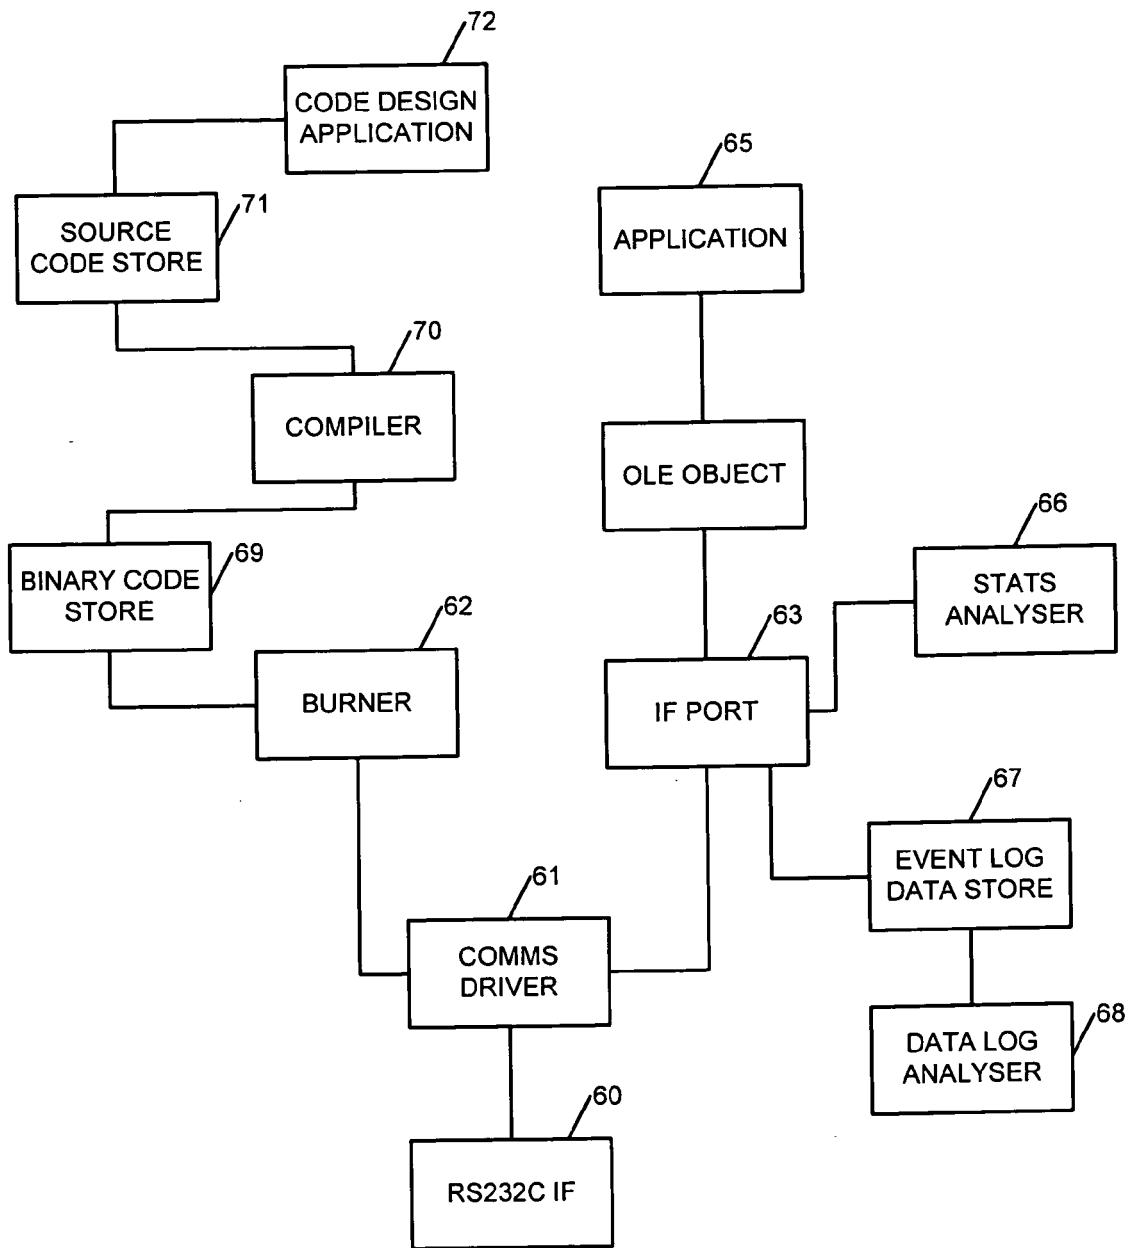 72
CODE DESIGN
APPLICATION
65
71
SOURCE
CODE STORE
APPLICATION
70
COMPILER
OLE OBJECT
66
69
BINARY CODE
STORE
STATS
ANALYSER
62
63
BURNER
IF PORT
67
EVENT LOG
DATA STORE
61
COMMS
DRIVER
68
DATA LOG
ANALYSER
60
RS232C IF